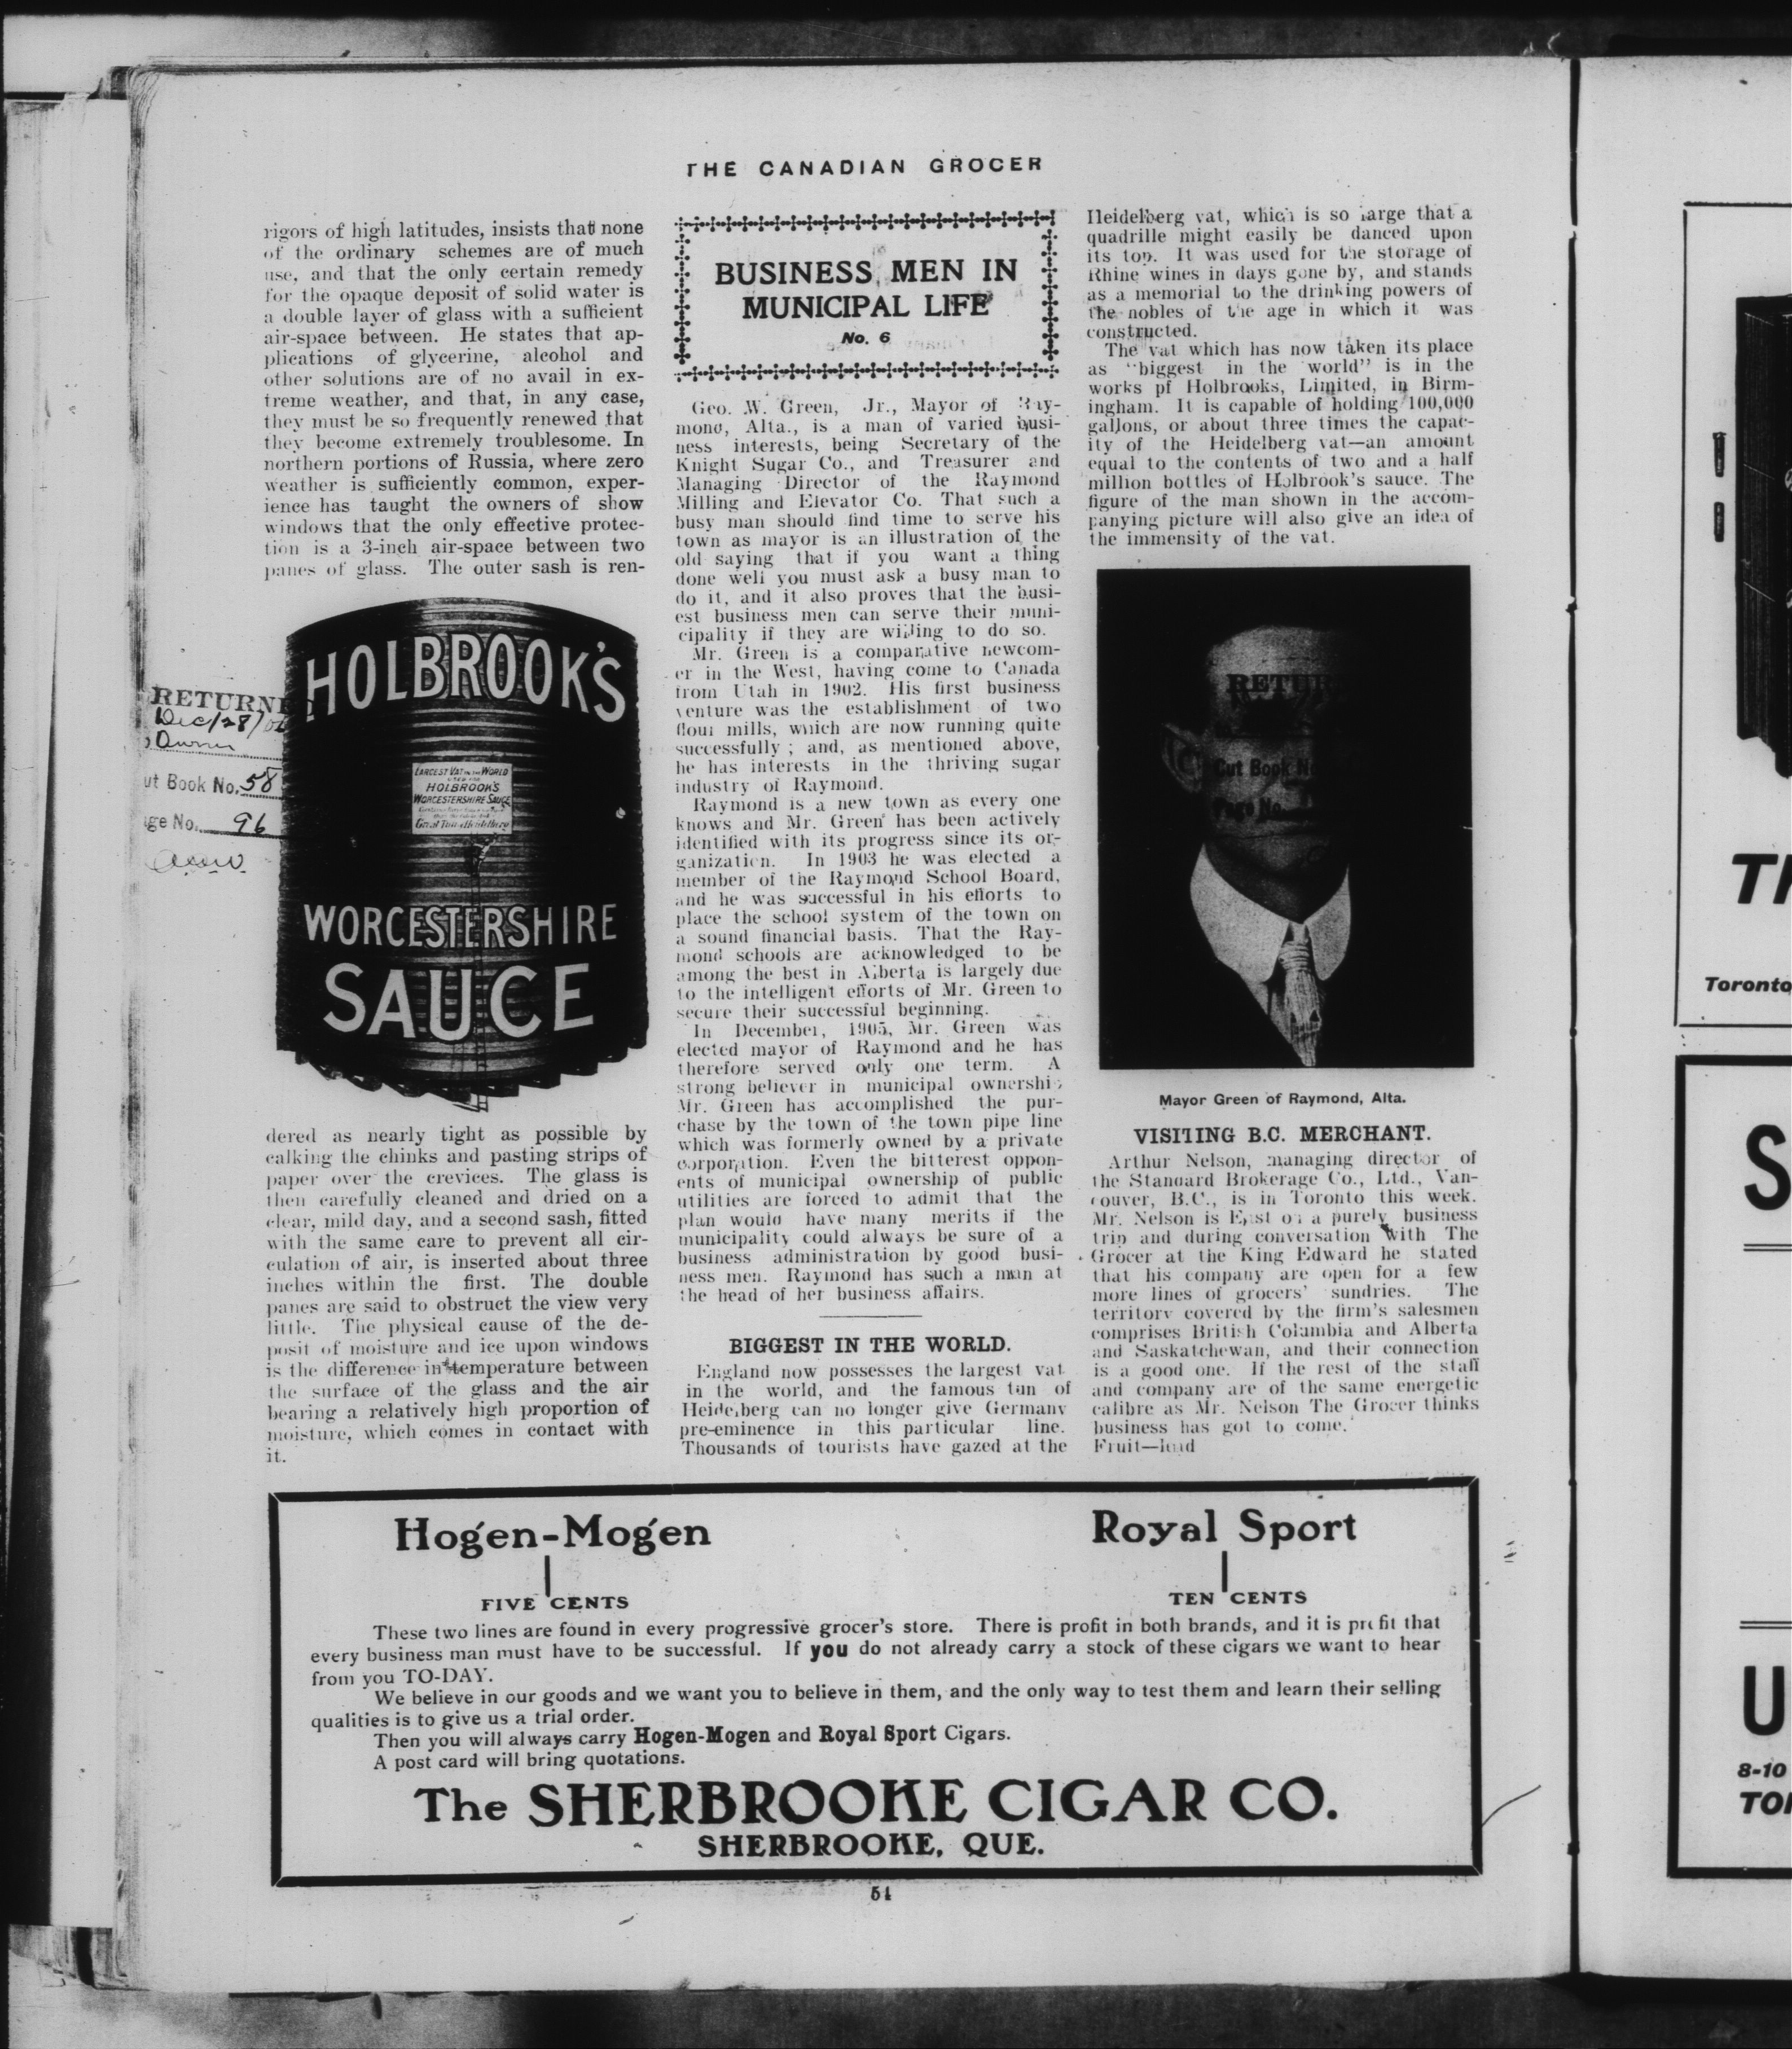 THE CANADIAN GROCER
rigors of high latitudes, insists that none
of the ordinary schemes are of much
use, and that the only certain remedy
for the opaque deposit of solid water is
a double layer of glass with a sufficient
air-space between. He states that ap-
plications of glycerine, alcohol and
other solutions are of no avail in ex-
treme weather, and that, in any case,
they must be so frequently renewed that
they become extremely troublesome. In
northern portions of Russia, where zero
weather is sufficiently common, exper-
ience has taught the owners of show
windows that the only effective protec-
tion is a 3-inch air-space between two
panes of glass. The outer sash is ren-
HOLBROOK'S
LARGEST VAT IN THE WORLD
USED FOR
HOLBROOK'S
WORCESTERSHIRE SAUCE
WORCESTERSHIRE
SAUCE
RETURNED
Dec/28/
ut Book No. 58
ge No. 96
dered as nearly tight as possible by
calking the chinks and pasting strips of
paper over the crevices. The glass is
then carefully cleaned and dried on a
clear, mild day, and a second sash, fitted
with the same care to prevent all cir-
culation of air, is inserted about three
inches within the first. The double
panes are said to obstruct the view very
little. The physical cause of the de-
posit of moisture and ice upon windows
is the difference in temperature between
the surface of the glass and the air
bearing a relatively high proportion of
moisture, which comes in contact with
it.
BUSINESS MEN IN
MUNICIPAL LIFE
No. 6
Geo. W. Green, Jr., Mayor of Ray-
mond, Alta., is a man of varied busi-
ness interests, being Secretary of the
Knight Sugar Co., and Treasurer and
Managing Director of the Raymond
Milling and Elevator Co. That such a
busy man should find time to serve his
town as mayor is an illustration of the
old saying that if you want a thing
done well you must ask a busy man to
do it, and it also proves that the busi-
est business men can serve their muni-
cipality if they are willing to do so.
Mr. Green is a comparative newcom-
er in the West, having come to Canada
from Utah in 1902. His first business
venture was the establishment of two
flour mills, which are now running quite
successfully ; and, as mentioned above,
he has interests in the thriving sugar
industry of Raymond.
Raymond is a new town as every one
knows and Mr. Green has been actively
identified with its progress since its or-
ganization. In 1903 he was elected a
member of the Raymond School Board,
and he was successful in his efforts to
place the school system of the town on
a sound financial basis. That the Ray-
mond schools are acknowledged to be
among the best in Alberta is largely due
to the intelligent efforts of Mr. Green to
secure their successful beginning.
In December, 1905, Mr. Green was
elected mayor of Raymond and he has
therefore served only one term. A
strong believer in municipal ownership
Mr. Green has accomplished the pur-
chase by the town of the town pipe line
which was formerly owned by a private
corporation. Even the bitterest oppon-
ents of municipal ownership of public
utilities are forced to admit that the
plan would have many merits if the
municipality could always be sure of a
business administration by good busi-
ness men. Raymond has such a man at
the head of her business affairs.
BIGGEST IN THE WORLD.
England now possesses the largest vat
in the world, and the famous tun of
Heidelberg can no longer give Germany
pre-eminence in this particular line.
Thousands of tourists have gazed at the
Heidelberg vat, which is so large that a
quadrille might easily be danced upon
its top. It was used for the storage of
Rhine wines in days gone by, and stands
as a memorial to the drinking powers of
the nobles of the age in which it was
constructed.
The vat which has now taken its place
as "biggest in the world" is in the
works pf Holbrooks, Limited, in Birm-
ingham. It is capable of holding 100,000
gallons, or about three times the capac-
ity of the Heidelberg vat—an amount
equal to the contents of two and a half
million bottles of Holbrook's sauce. The
figure of the man shown in the accom-
panying picture will also give an idea of
the immensity of the vat.
RETUR
Cut Book N
Page No.
Mayor Green of Raymond, Alta.
VISITING B.C. MERCHANT.
Arthur Nelson, managing director of
the Standard Brokerage Co., Ltd., Van-
couver, B.C., is in Toronto this week.
Mr. Nelson is East on a purely business
trip and during conversation with The
Grocer at the King Edward he stated
that his company are open for a few
more lines of grocers' sundries. The
territory covered by the firm's salesmen
comprises British Columbia and Alberta
and Saskatchewan, and their connection
is a good one. If the rest of the staff
and company are of the same energetic
calibre as Mr. Nelson The Grocer thinks
business has got to come.
Fruit—
Hogen-Mogen
FIVE CENTS
Royal Sport
TEN CENTS
These two lines are found in every progressive grocer's store. There is profit in both brands, and it is profit that
every business man must have to be successful. If you do not already carry a stock of these cigars we want to hear
from you TO-DAY.
We believe in our goods and we want you to believe in them, and the only way to test them and learn their selling
qualities is to give us a trial order.
Then you will always carry Hogen-Mogen and Royal Sport Cigars.
A post card will bring quotations.
The SHERBROOKE CIGAR CO.
SHERBROOKE, QUE.
54
Toronto
S
U
8-10